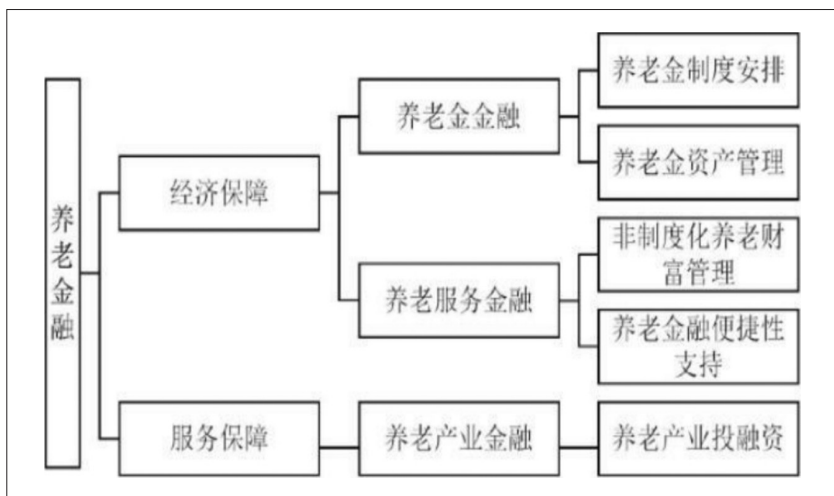 养老金融
经济保障
养老金金融
养老金制度安排
养老金资产管理
养老服务金融
非制度化养老财
富管理
养老金融便捷性
支持
服务保障
养老产业金融
养老产业投融资